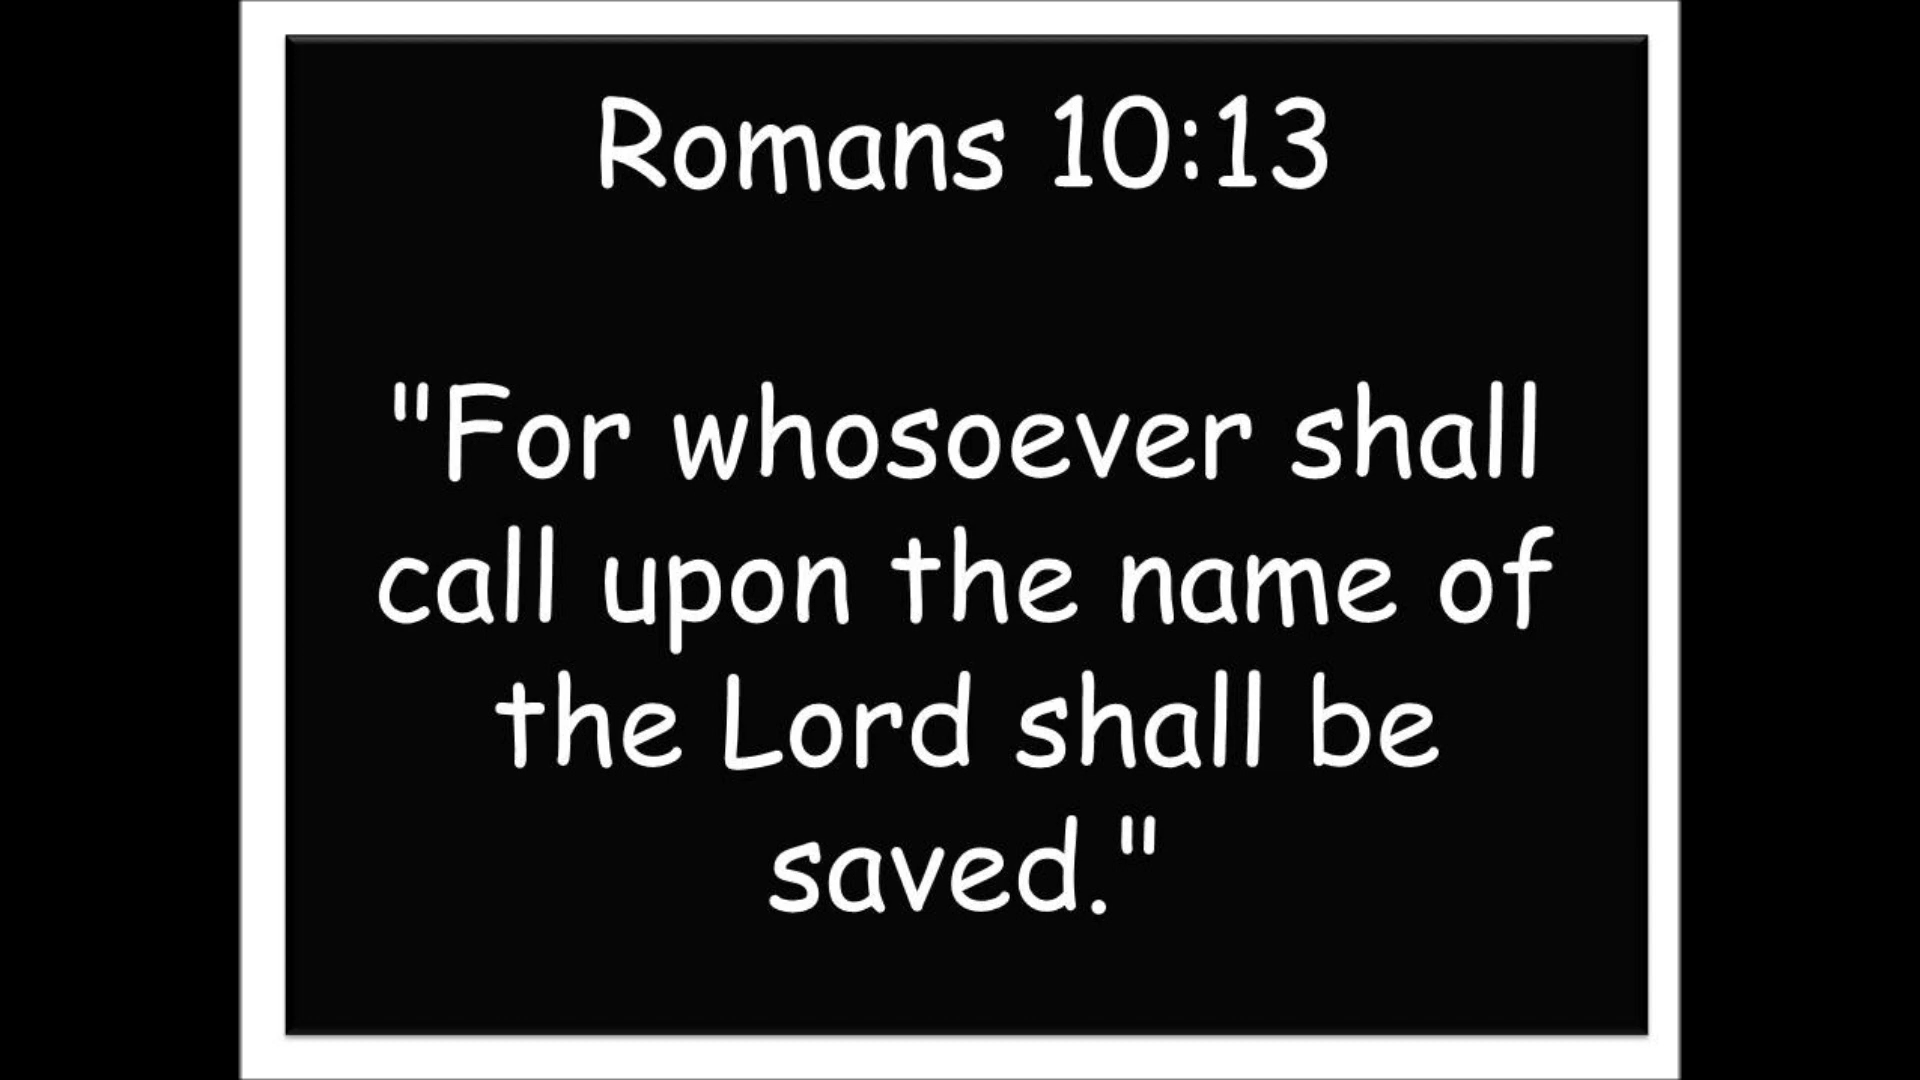 Romans 10:13
"For whosoever shall
call upon the name of
the Lord shall be
saved."